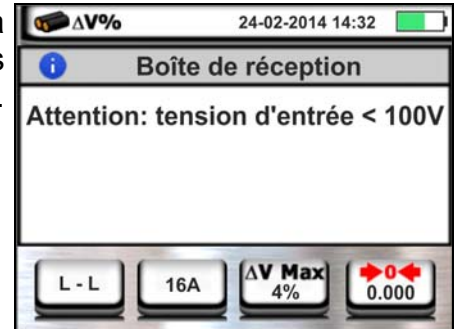 a
s
.
ΔV%
24-02-2014 14:32
Boîte de réception
Attention: tension d'entrée < 100V
L - L
16A
ΔV Max
4%
0
0.000